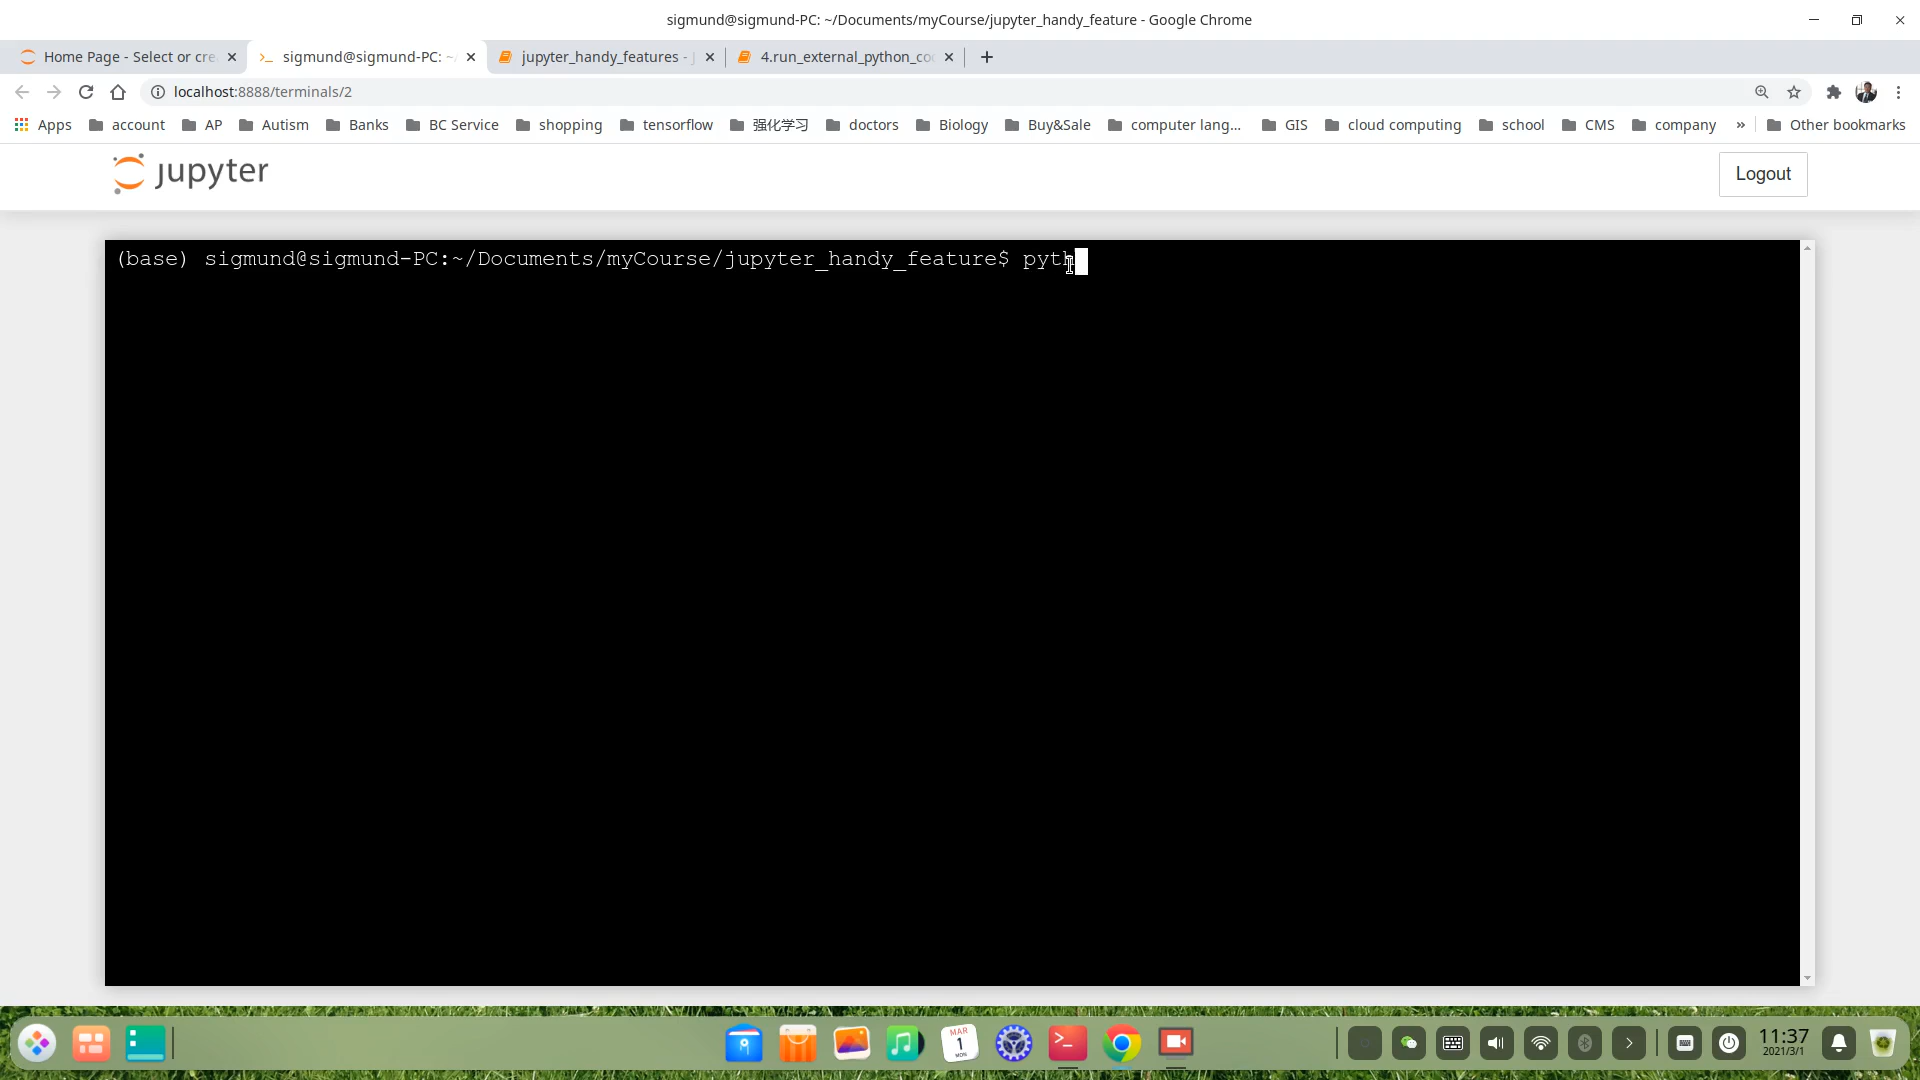 sigmund@sigmund-PC: ~/Documents/myCourse/jupyter_handy_feature - Google Chrome
Home Page - Select or cre
sigmund@sigmund-PC: ~
jupyter_handy_features - J
4.run_external_python_co
localhost:8888/terminals/2
Apps account AP Autism Banks BC Service shopping tensorflow 强化学习 doctors Biology Buy&Sale computer lang... GIS cloud computing school CMS company » Other bookmarks
jupyter
Logout
(base) sigmund@sigmund-PC:~/Documents/myCourse/jupyter_handy_feature$ pyth
MAR
1
MON
11:37
2021/3/1